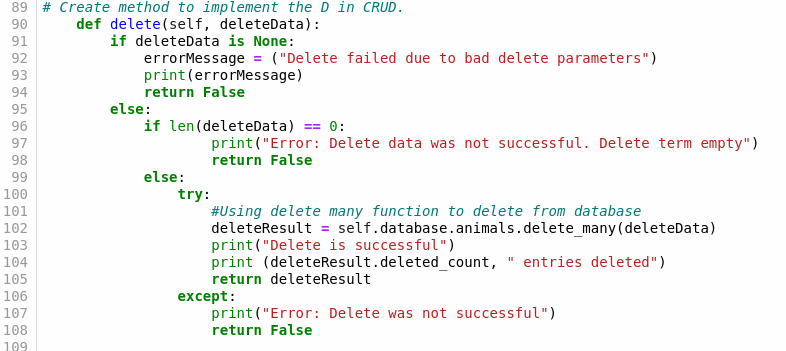 89 # Create method to implement the D in CRUD.
90     def delete(self, deleteData):
91         if deleteData is None:
92             errorMessage = ("Delete failed due to bad delete parameters")
93             print(errorMessage)
94             return False
95         else:
96             if len(deleteData) == 0:
97                     print("Error: Delete data was not successful. Delete term empty")
98                     return False
99             else:
100                 try:
101                     #Using delete many function to delete from database
102                     deleteResult = self.database.animals.delete_many(deleteData)
103                     print("Delete is successful")
104                     print (deleteResult.deleted_count, " entries deleted")
105                     return deleteResult
106                 except:
107                     print("Error: Delete was not successful")
108                     return False
109